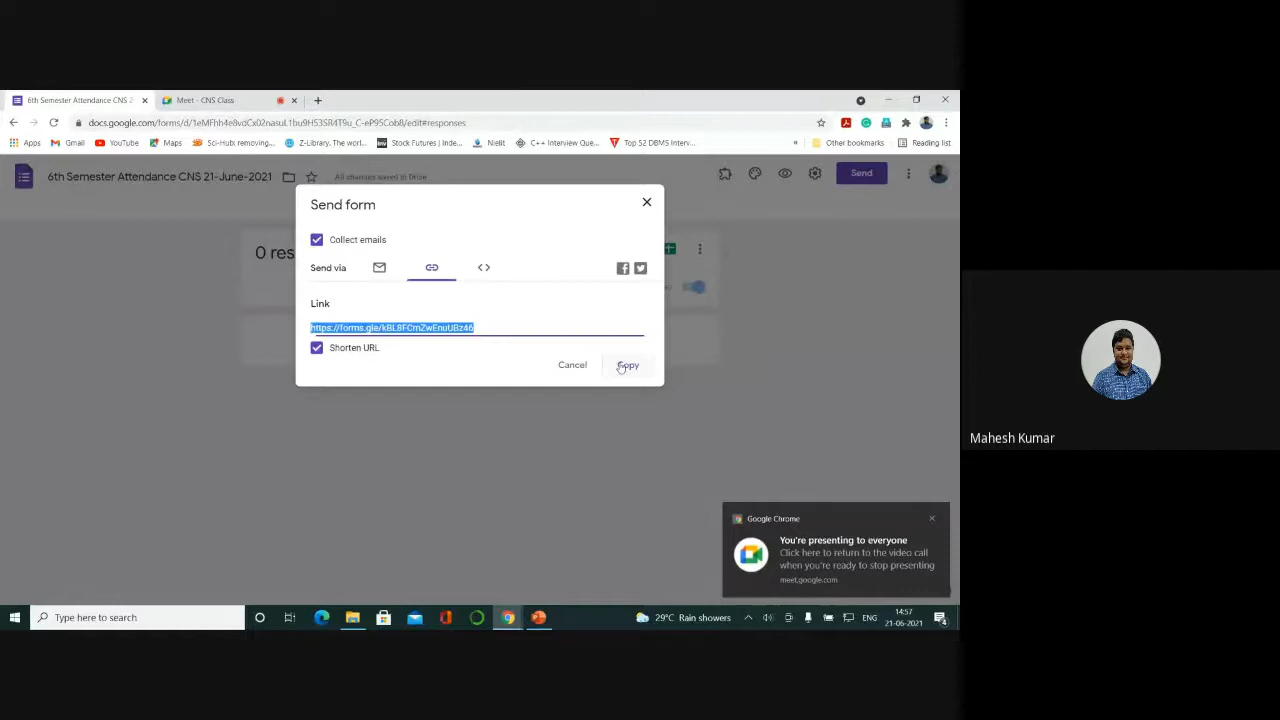 6th Semester Attendance CNS 2
Meet - CNS Class
docs.google.com/forms/d/1eMFhh4e8vdCx02nasuL1bu9H53SR4T9u_C-eP95Cob8/edit#responses
Apps
Gmail
YouTube
Maps
Sci-Hub removing...
Z-Library. The worl...
Stock Futures | Inde...
Nielit
C++ Interview Que...
Top 52 DBMS Interv...
»
Other bookmarks
Reading list
6th Semester Attendance CNS 21-June-2021
All changes saved in Drive
Send
Send form
Collect emails
0 res
Send via
Link
https://forms.gle/kBL8FCmZwEnuUBz46
Shorten URL
Cancel
Copy
Mahesh Kumar
Google Chrome
You're presenting to everyone
Click here to return to the video call
when you're ready to stop presenting
meet.google.com
Type here to search
29°C Rain showers
ENG
14:57
21-06-2021
4